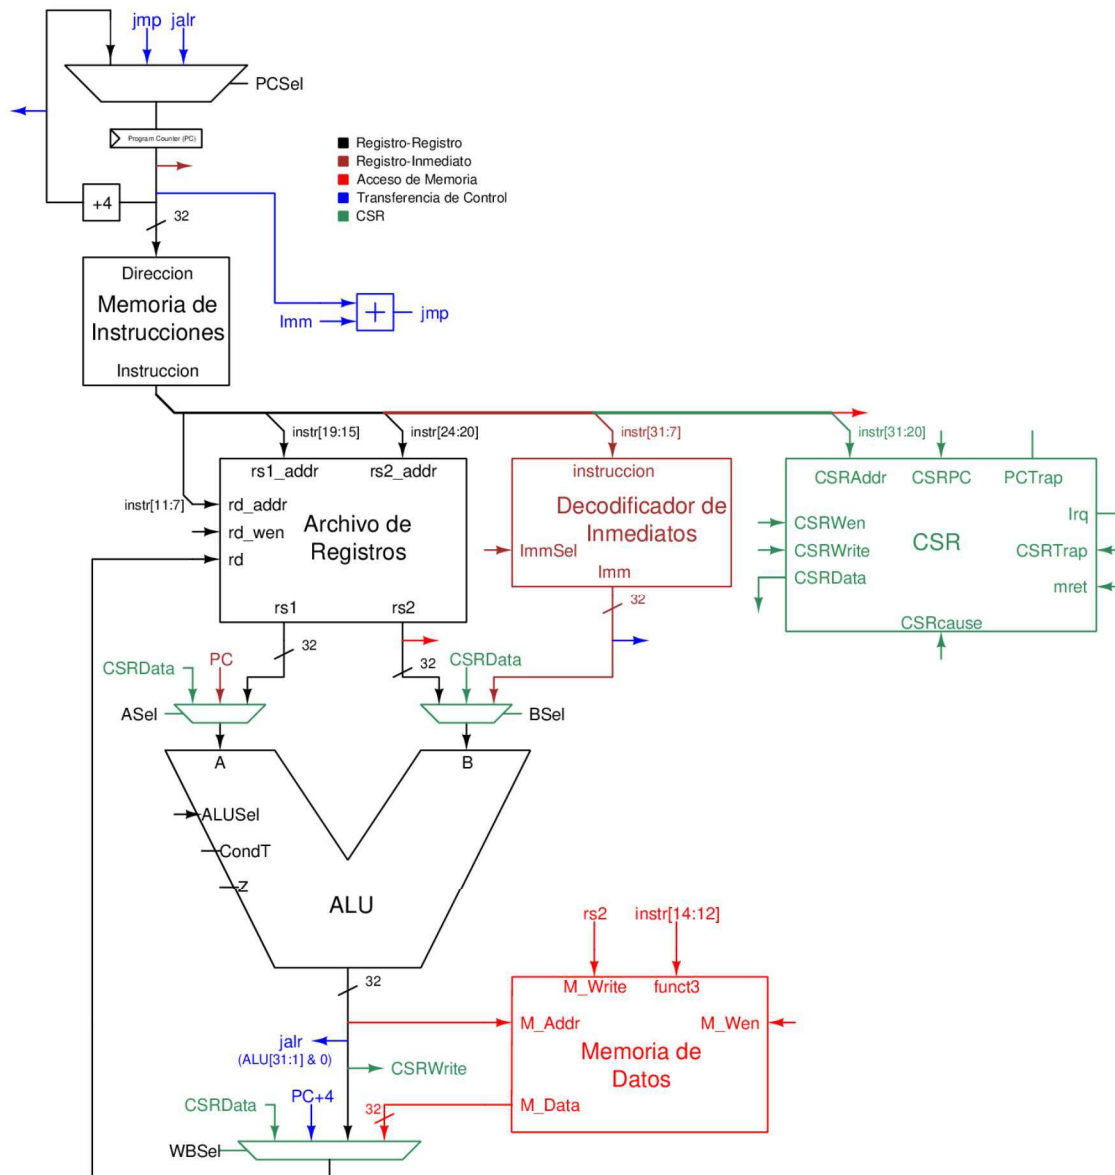 jmp jalr
PCSel
Program Counter (PC)
Registro-Registro
Registro-Inmediato
Acceso de Memoria
Transferencia de Control
CSR
+4
32
Direccion
Memoria de
Instrucciones
Instruccion
Imm
+
jmp
instr[19:15]
instr[24:20]
instr[31:7]
instr[31:20]
instr[11:7]
rs1_addr
rs2_addr
rd_addr
rd_wen
rd
Archivo de
Registros
rs1
rs2
instruccion
Decodificador de
Inmediatos
ImmSel
Imm
CSRAddr
CSRPC
PCTrap
Irq
CSRWen
CSRWrite
CSR
CSRTrap
CSRData
mret
CSRcause
32
32
32
CSRData
PC
CSRData
ASel
BSel
A
B
ALUSel
CondT
Z
ALU
32
rs2
instr[14:12]
M_Write
funct3
M_Addr
M_Wen
Memoria de
Datos
M_Data
jalr
(ALU[31:1] & 0)
CSRWrite
CSRData
PC+4
32
WBSel